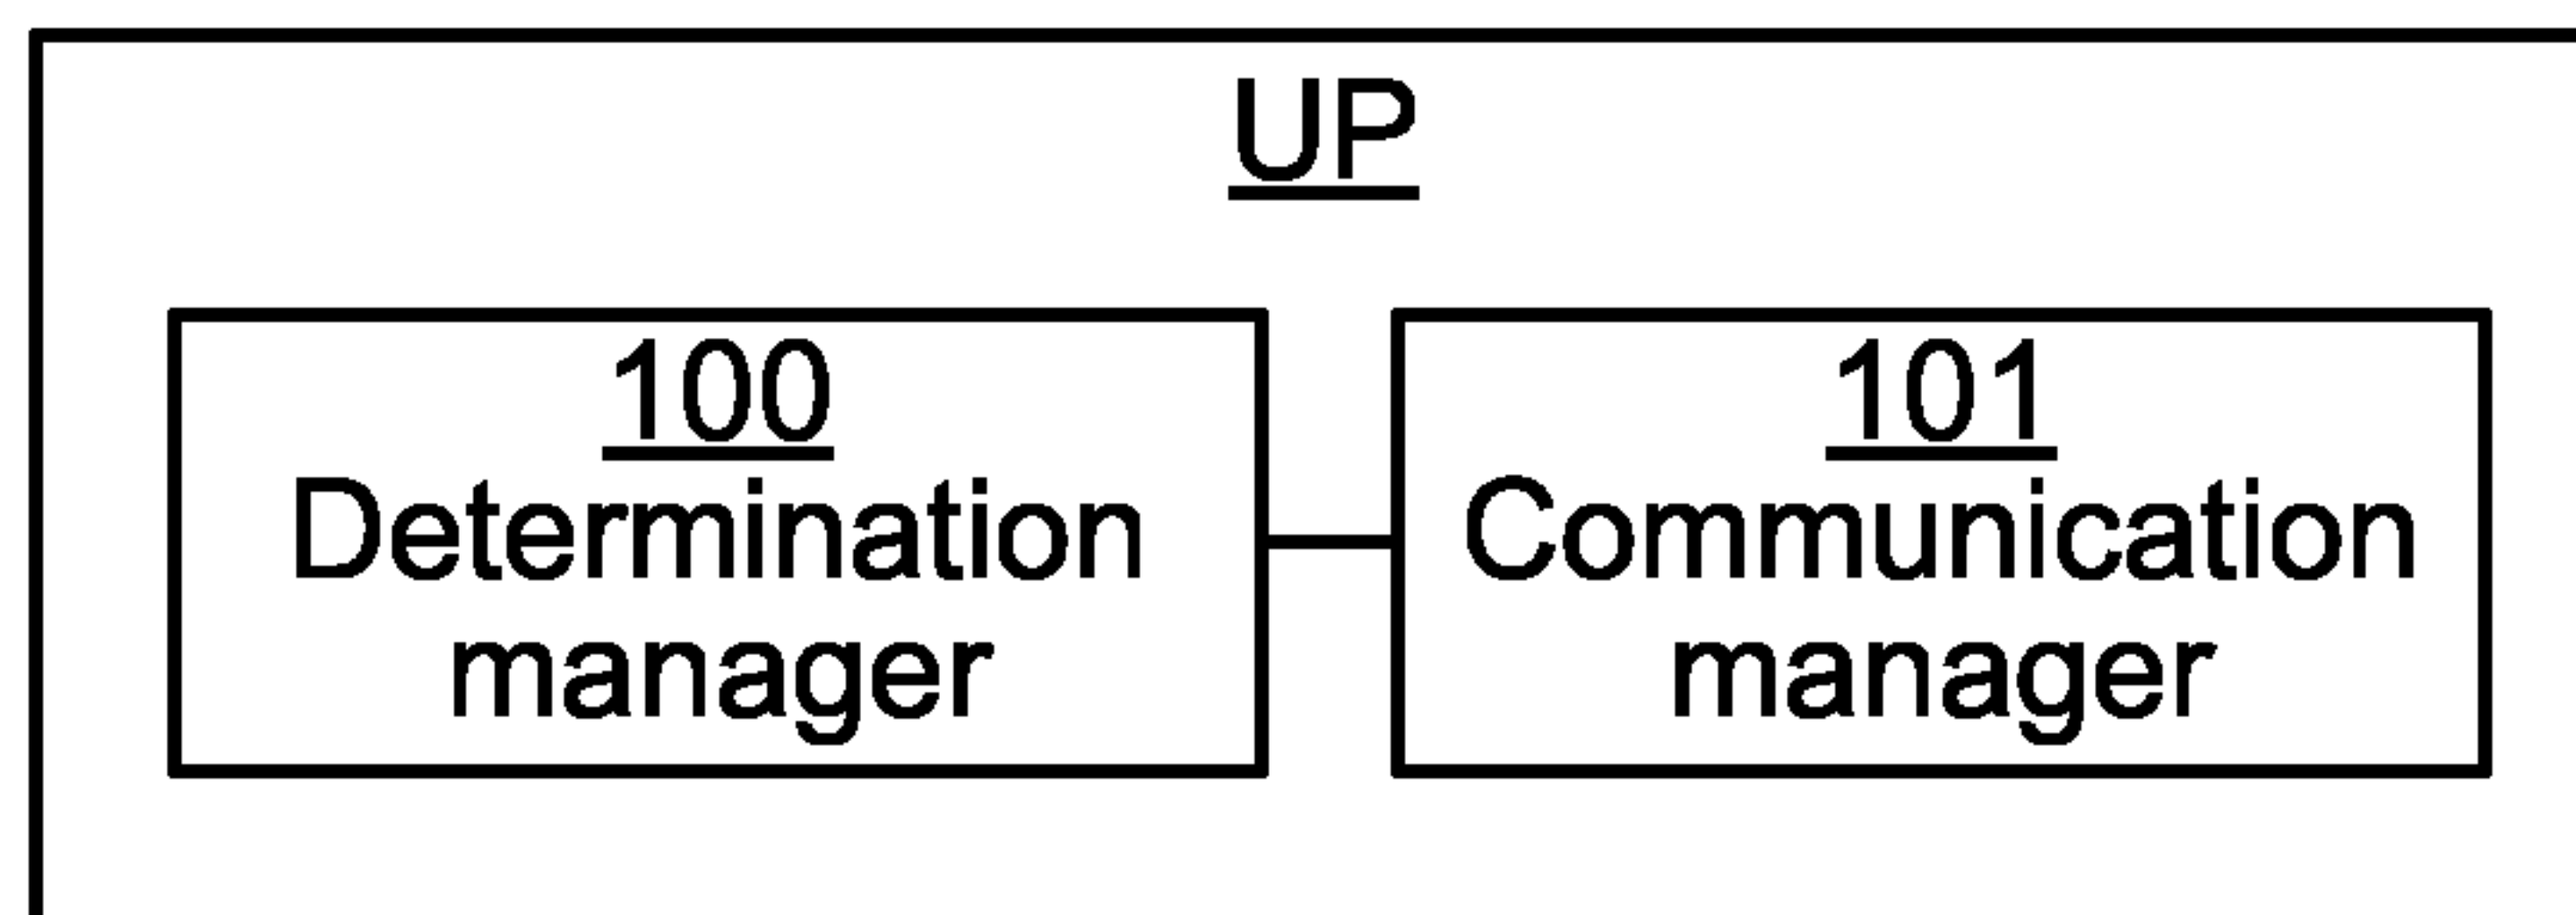 UP
100
Determination
manager
101
Communication
manager